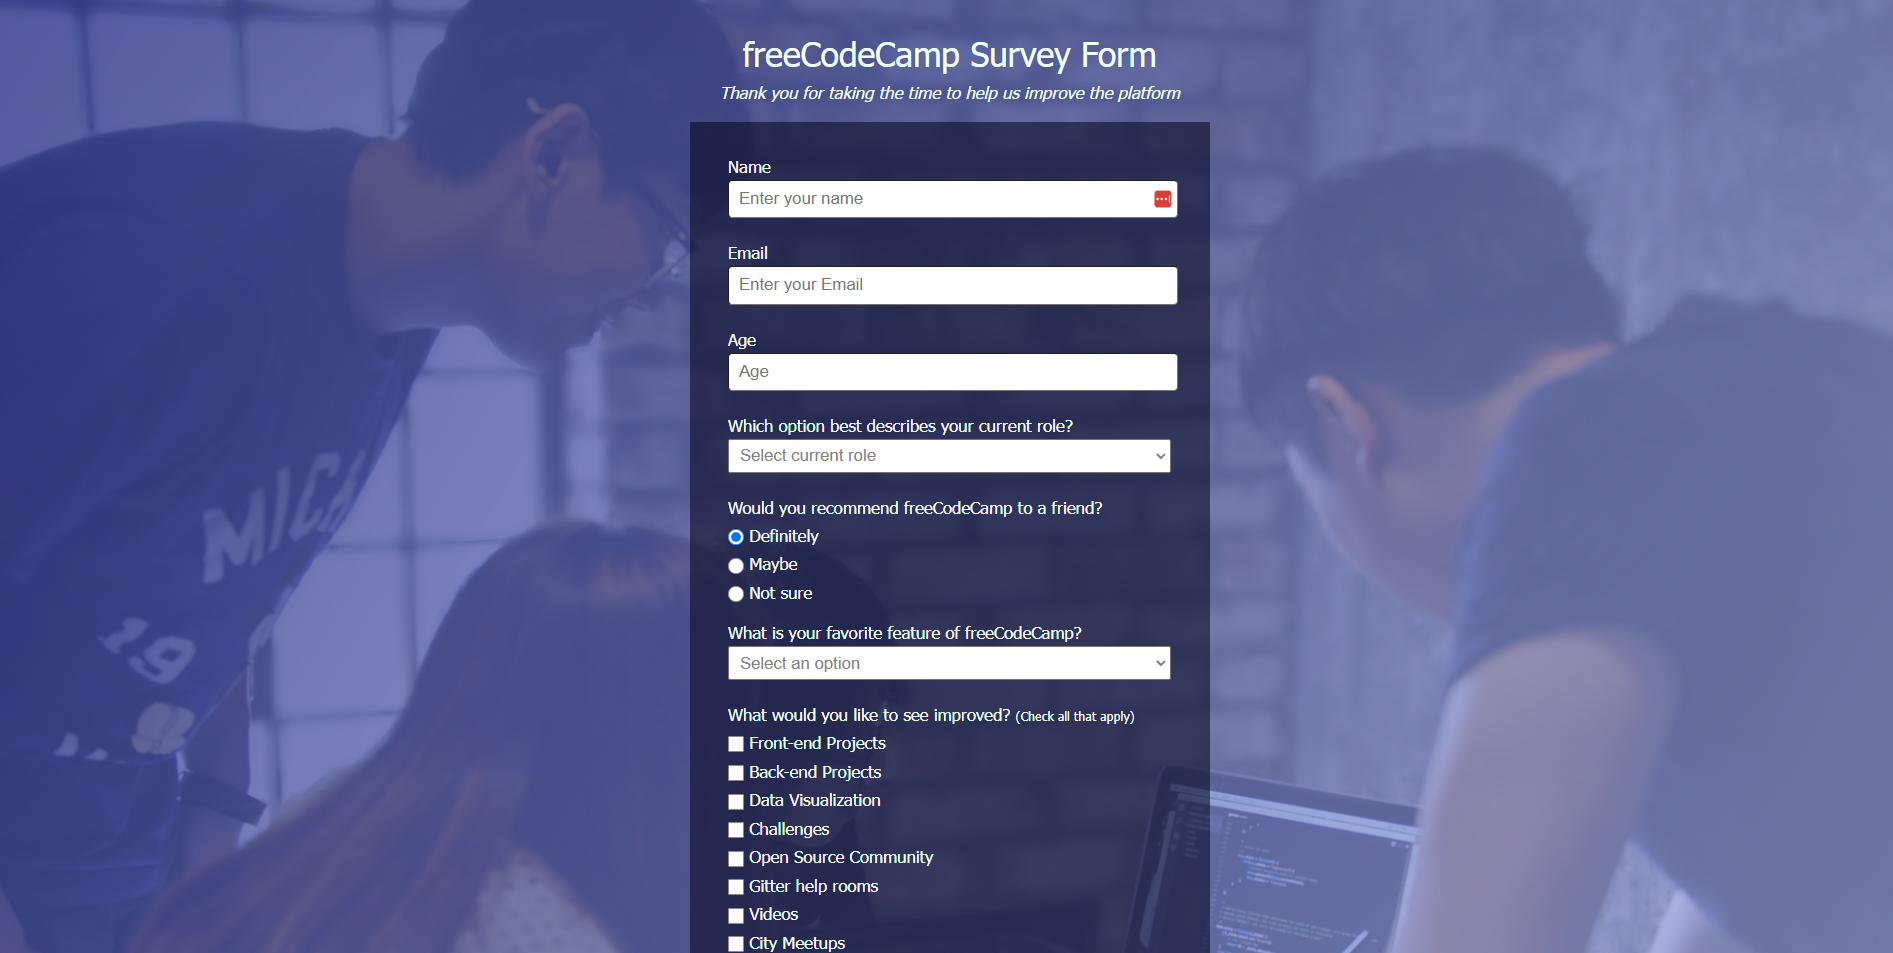 freeCodeCamp Survey Form
Thank you for taking the time to help us improve the platform
Name
Enter your name
Email
Enter your Email
Age
Age
Which option best describes your current role?
Select current role
Would you recommend freeCodeCamp to a friend?
Definitely
Maybe
Not sure
What is your favorite feature of freeCodeCamp?
Select an option
What would you like to see improved? (Check all that apply)
Front-end Projects
Back-end Projects
Data Visualization
Challenges
Open Source Community
Gitter help rooms
Videos
City Meetups
MICH
19